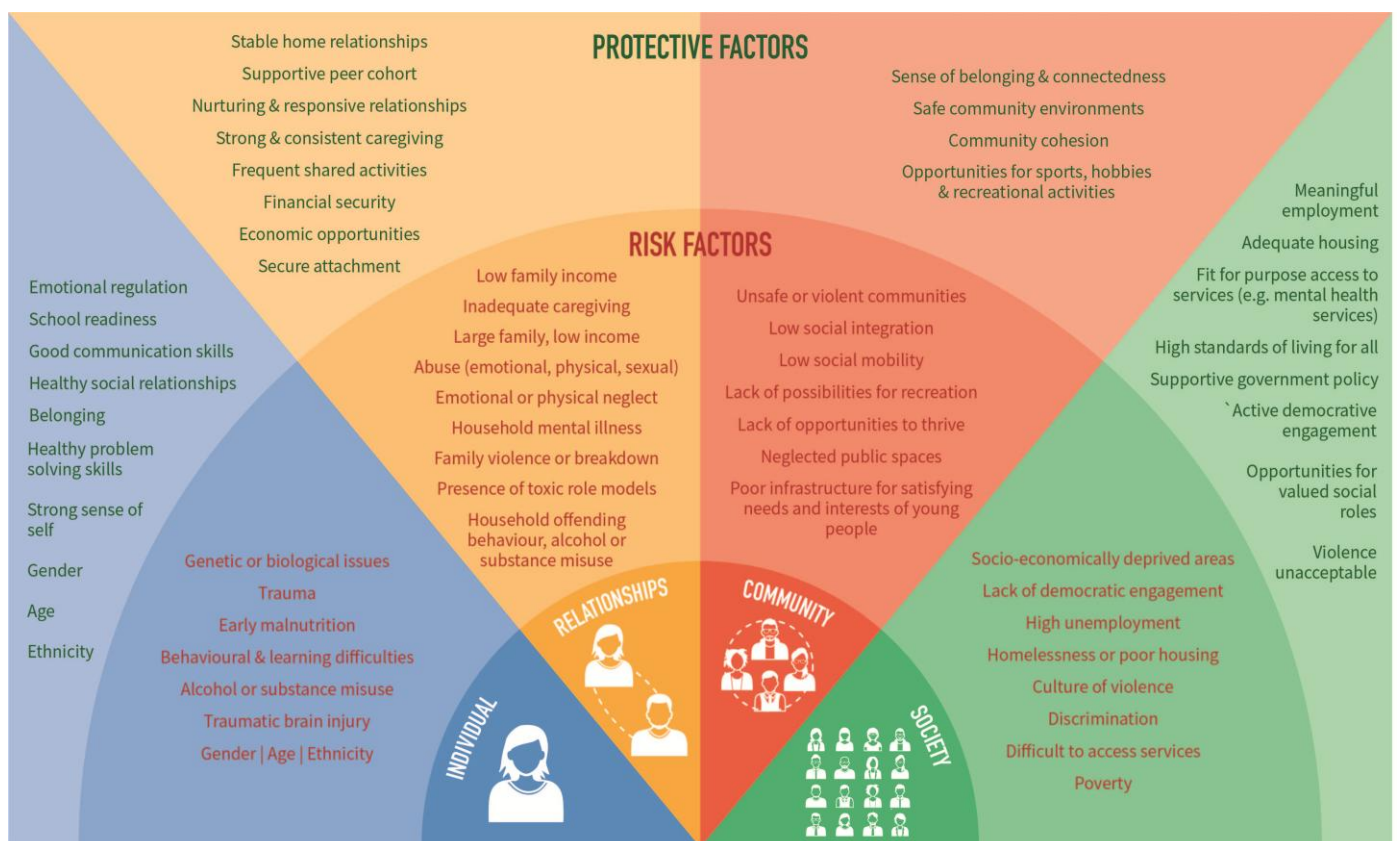 PROTECTIVE FACTORS
Stable home relationships
Supportive peer cohort
Nurturing & responsive relationships
Strong & consistent caregiving
Frequent shared activities
Financial security
Economic opportunities
Secure attachment
Sense of belonging & connectedness
Safe community environments
Community cohesion
Opportunities for sports, hobbies
& recreational activities
Meaningful
employment
Adequate housing
Fit for purpose access to
services (e.g. mental health
services)
High standards of living for all
Supportive government policy
`Active democrative
engagement
Opportunities for
valued social
roles
Violence
unacceptable
Emotional regulation
School readiness
Good communication skills
Healthy social relationships
Belonging
Healthy problem
solving skills
Strong sense of
self
Gender
Age
Ethnicity
RISK FACTORS
Low family income
Inadequate caregiving
Large family, low income
Abuse (emotional, physical, sexual)
Emotional or physical neglect
Household mental illness
Family violence or breakdown
Presence of toxic role models
Household offending
behaviour, alcohol or
substance misuse
Unsafe or violent communities
Low social integration
Low social mobility
Lack of possibilities for recreation
Lack of opportunities to thrive
Neglected public spaces
Poor infrastructure for satisfying
needs and interests of young
people
Genetic or biological issues
Trauma
Early malnutrition
Behavioural & learning difficulties
Alcohol or substance misuse
Traumatic brain injury
Gender | Age | Ethnicity
Socio-economically deprived areas
Lack of democratic engagement
High unemployment
Homelessness or poor housing
Culture of violence
Discrimination
Difficult to access services
Poverty
INDIVIDUAL
RELATIONSHIPS
COMMUNITY
SOCIETY